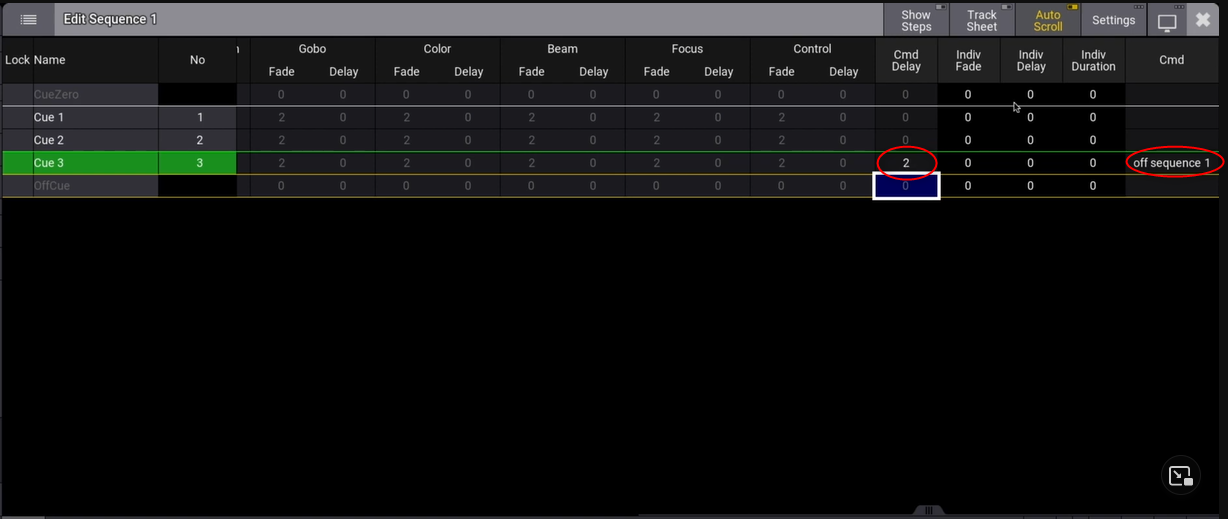 Edit Sequence 1
Show Steps
Track Sheet
Auto Scroll
Settings
Lock Name No Gobo Color Beam Focus Control Cmd Delay Indiv Fade Indiv Delay Indiv Duration Cmd
Fade Delay Fade Delay Fade Delay Fade Delay Fade Delay
CueZero 0 0 0 0 0 0 0 0 0 0 0 0 0 0
Cue 1 1 2 0 2 0 2 0 2 0 2 0 0 0 0 0
Cue 2 2 2 0 2 0 2 0 2 0 2 0 0 0 0 0
Cue 3 3 2 0 2 0 2 0 2 0 2 0 2 0 0 0 off sequence 1
OffCue 0 0 0 0 0 0 0 0 0 0 0 0 0 0